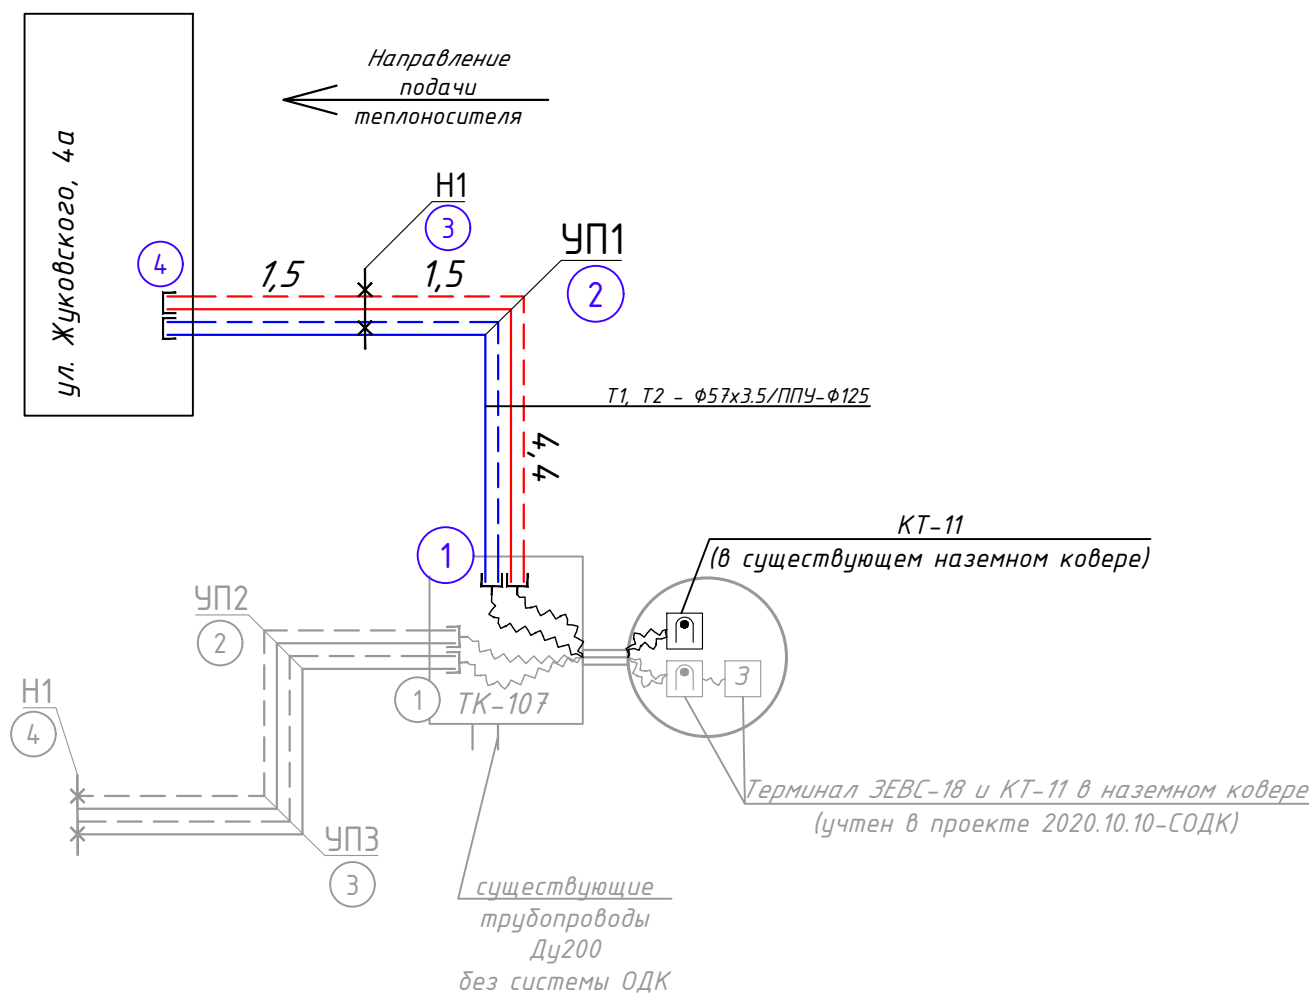 Направление
подачи
теплоносителя
ул. Жуковского, 4а
Н1
3
УП1
2
4
1,5
1,5
Т1, Т2 - Ф57х3.5/ППУ-Ф125
4,4
КТ-11
(в существующем наземном ковере)
1
УП2
2
Н1
4
1
ТК-107
3
Терминал ЗЕВС-18 и КТ-11 в наземном ковере
(учтен в проекте 2020.10.10-СОДК)
УП3
3
существующие
трубопроводы
Ду200
без системы ОДК